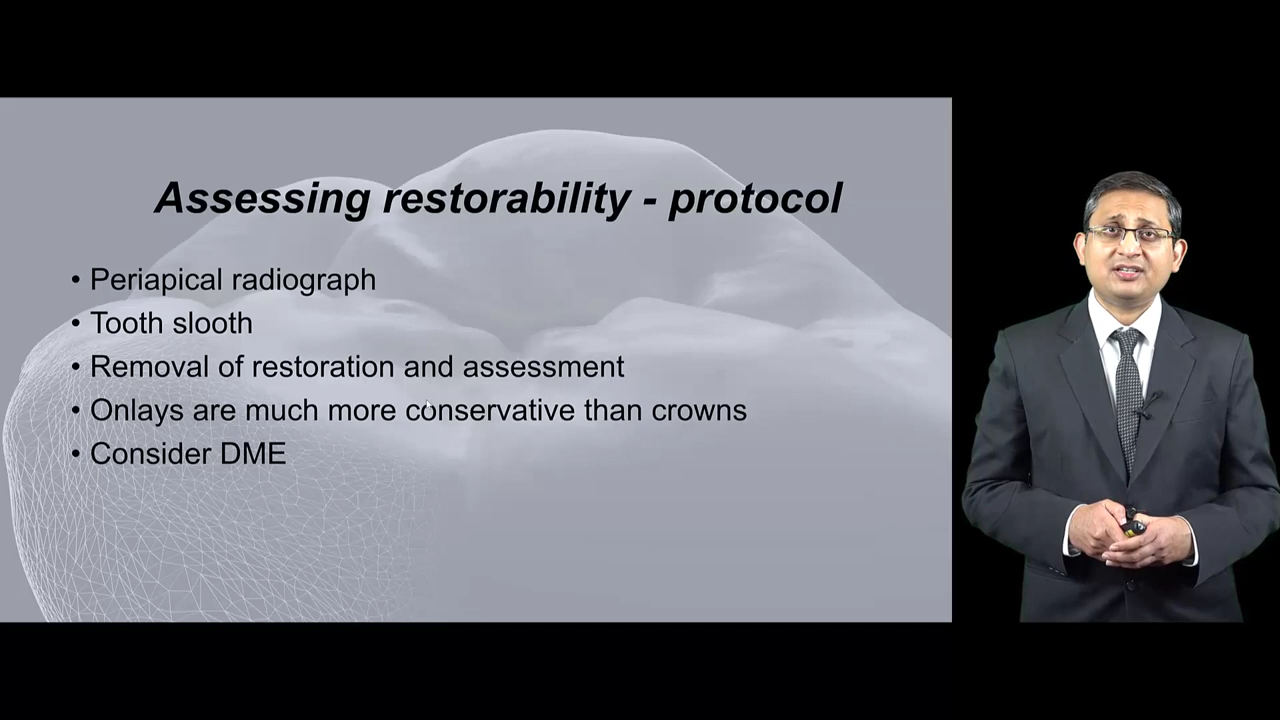 Assessing restorability - protocol
• Periapical radiograph
• Tooth slooth
• Removal of restoration and assessment
• Onlays are much more conservative than crowns
• Consider DME